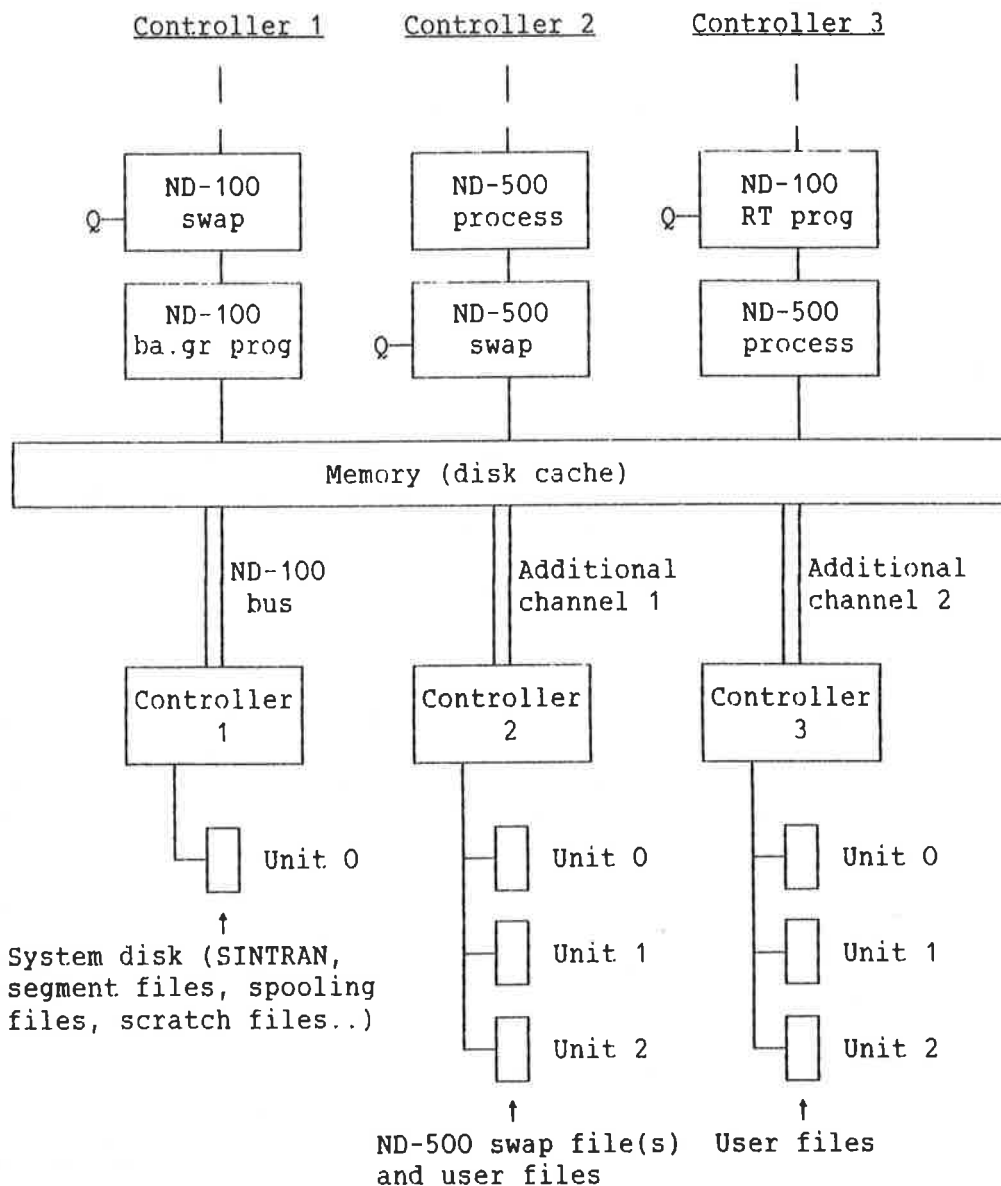 Controller 1
Controller 2
Controller 3
ND-100
swap
Q
ND-500
process
ND-100
RT prog
Q
ND-100
ba.gr prog
ND-500
swap
Q
ND-500
process
Memory (disk cache)
ND-100
bus
Additional
channel 1
Additional
channel 2
Controller
1
Controller
2
Controller
3
Unit 0
Unit 0
Unit 0
Unit 1
Unit 1
Unit 2
Unit 2
System disk (SINTRAN,
segment files, spooling
files, scratch files..)
ND-500 swap file(s)
and user files
User files